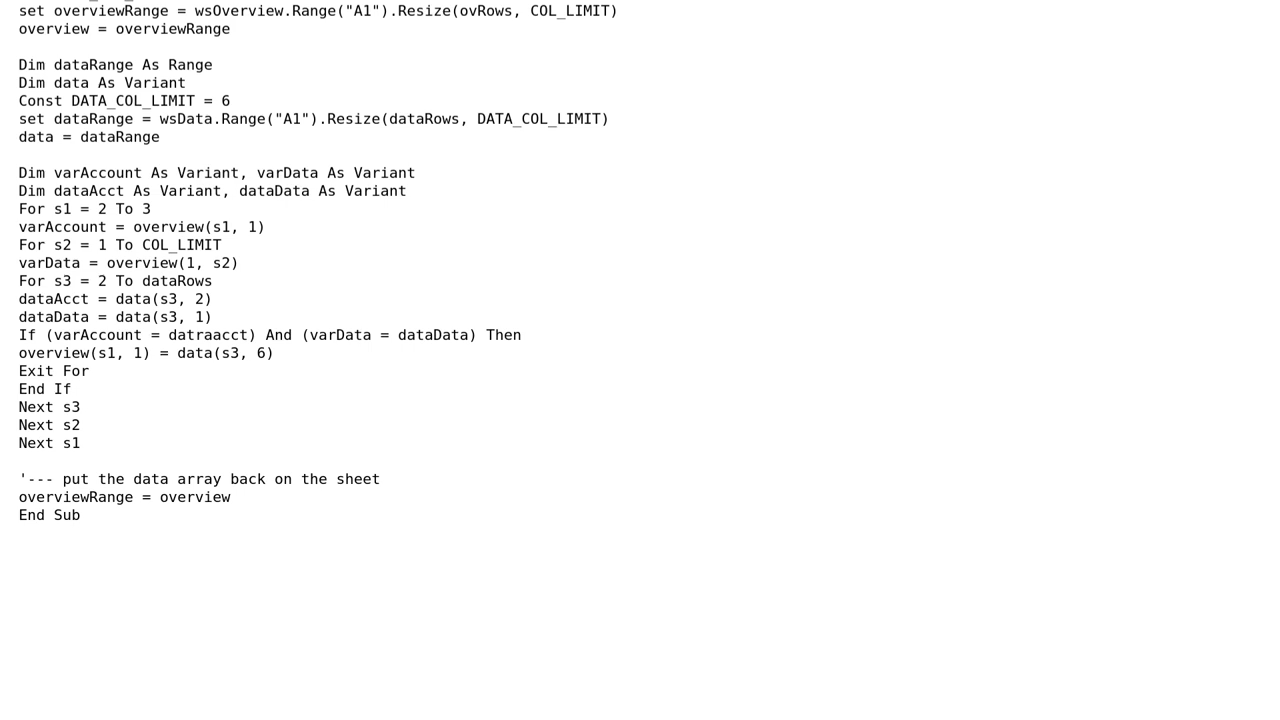 set overviewRange = wsOverview.Range("A1").Resize(ovRows, COL_LIMIT)
overview = overviewRange

Dim dataRange As Range
Dim data As Variant
Const DATA_COL_LIMIT = 6
set dataRange = wsData.Range("A1").Resize(dataRows, DATA_COL_LIMIT)
data = dataRange

Dim varAccount As Variant, varData As Variant
Dim dataAcct As Variant, dataData As Variant
For s1 = 2 To 3
varAccount = overview(s1, 1)
For s2 = 1 To COL_LIMIT
varData = overview(1, s2)
For s3 = 2 To dataRows
dataAcct = data(s3, 2)
dataData = data(s3, 1)
If (varAccount = datraacct) And (varData = dataData) Then
overview(s1, 1) = data(s3, 6)
Exit For
End If
Next s3
Next s2
Next s1

'--- put the data array back on the sheet
overviewRange = overview
End Sub